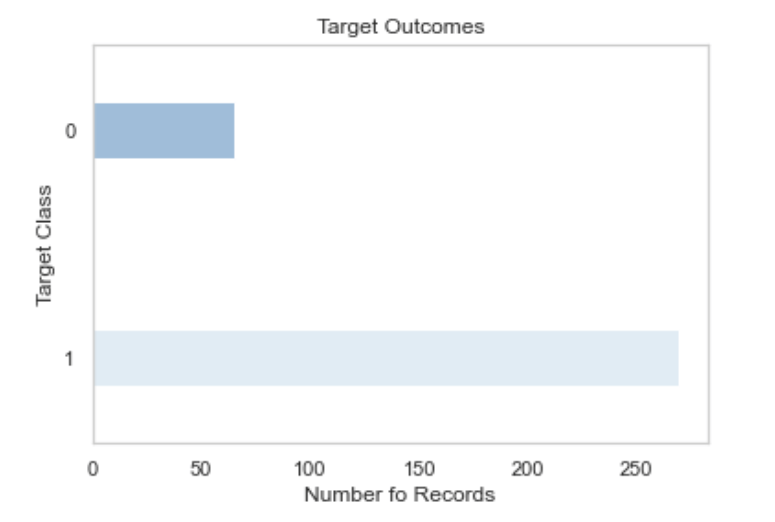 Target Outcomes
0
Target Class
1
0 50 100 150 200 250
Number fo Records